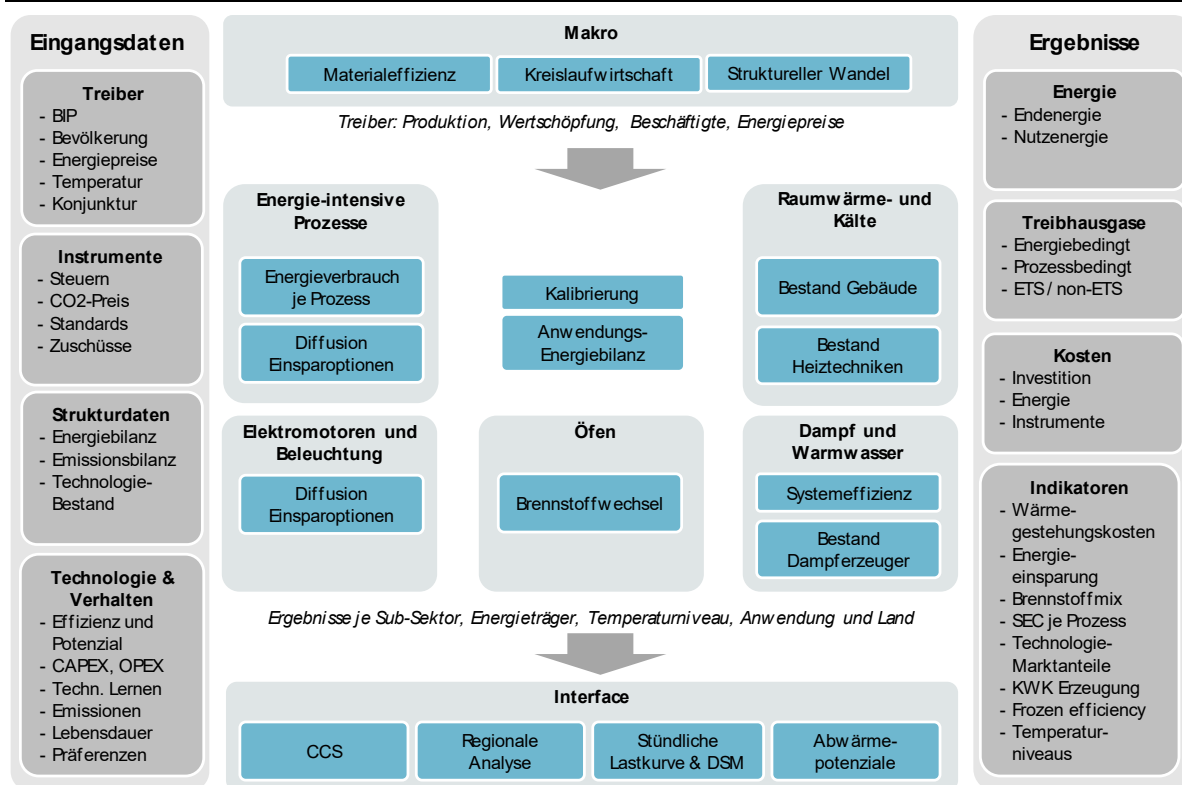 Eingangsdaten
Treiber
- BIP
- Bevölkerung
- Energiepreise
- Temperatur
- Konjunktur
Instrumente
- Steuern
- CO2-Preis
- Standards
- Zuschüsse
Strukturdaten
- Energiebilanz
- Emissionsbilanz
- Technologie-
Bestand
Technologie &
Verhalten
- Effizienz und
Potenzial
- CAPEX, OPEX
- Techn. Lernen
- Emissionen
- Lebensdauer
- Präferenzen
Makro
Materialeffizienz
Kreislaufwirtschaft
Struktureller Wandel
Treiber: Produktion, Wertschöpfung, Beschäftigte, Energiepreise
Energie-intensive
Prozesse
Energieverbrauch
je Prozess
Diffusion
Einsparoptionen
Kalibrierung
Anwendungs-
Energiebilanz
Raumwärme- und
Kälte
Bestand Gebäude
Bestand
Heiztechniken
Elektromotoren und
Beleuchtung
Diffusion
Einsparoptionen
Öfen
Brennstoffwechsel
Dampf und
Warmwasser
Systemeffizienz
Bestand
Dampferzeuger
Ergebnisse je Sub-Sektor, Energieträger, Temperaturniveau, Anwendung und Land
Interface
CCS
Regionale
Analyse
Stündliche
Lastkurve & DSM
Abwärme-
potenziale
Ergebnisse
Energie
- Endenergie
- Nutzenergie
Treibhausgase
- Energiebedingt
- Prozessbedingt
- ETS / non-ETS
Kosten
- Investition
- Energie
- Instrumente
Indikatoren
- Wärme-
gestehungskosten
- Energie-
einsparung
- Brennstoffmix
- SEC je Prozess
- Technologie-
Marktanteile
- KWK Erzeugung
- Frozen efficiency
- Temperatur-
niveaus